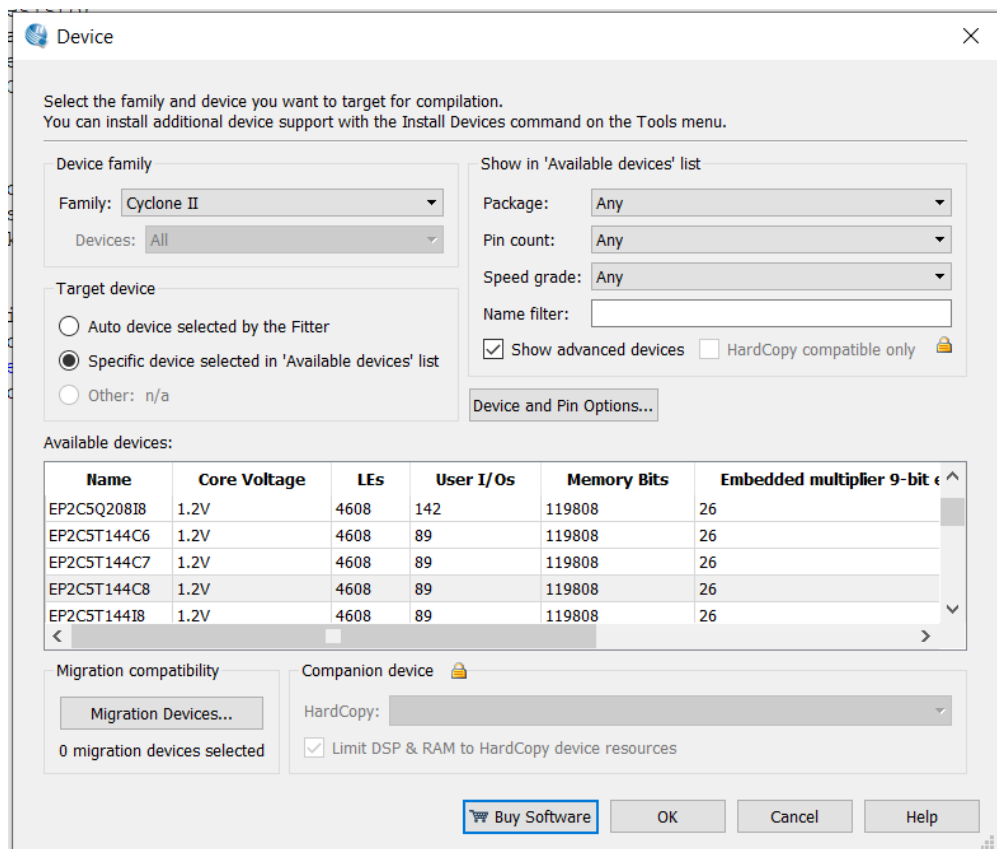 Device
Select the family and device you want to target for compilation.
You can install additional device support with the Install Devices command on the Tools menu.
Device family
Family: Cyclone II
Devices: All
Show in 'Available devices' list
Package: Any
Pin count: Any
Speed grade: Any
Name filter:
Show advanced devices HardCopy compatible only
Target device
Auto device selected by the Fitter
Specific device selected in 'Available devices' list
Other: n/a
Device and Pin Options...
Available devices:
Name Core Voltage LEs User I/Os Memory Bits Embedded multiplier 9-bit
EP2C5Q208I8 1.2V 4608 142 119808 26
EP2C5T144C6 1.2V 4608 89 119808 26
EP2C5T144C7 1.2V 4608 89 119808 26
EP2C5T144C8 1.2V 4608 89 119808 26
EP2C5T144I8 1.2V 4608 89 119808 26
Migration compatibility
Migration Devices...
0 migration devices selected
Companion device
HardCopy:
Limit DSP & RAM to HardCopy device resources
Buy Software OK Cancel Help